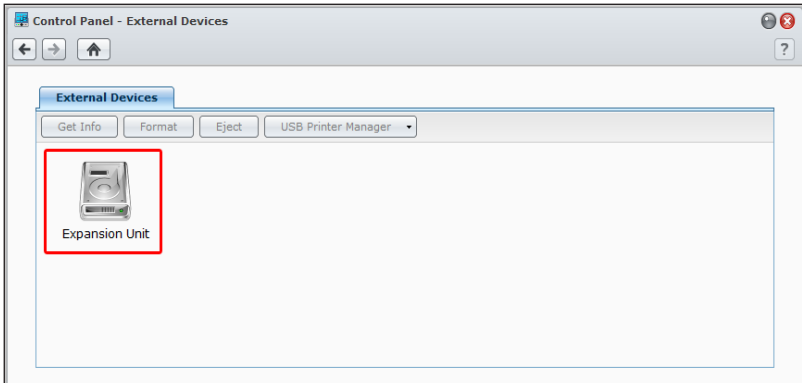 Control Panel - External Devices
?
External Devices
Get Info Format Eject USB Printer Manager
Expansion Unit